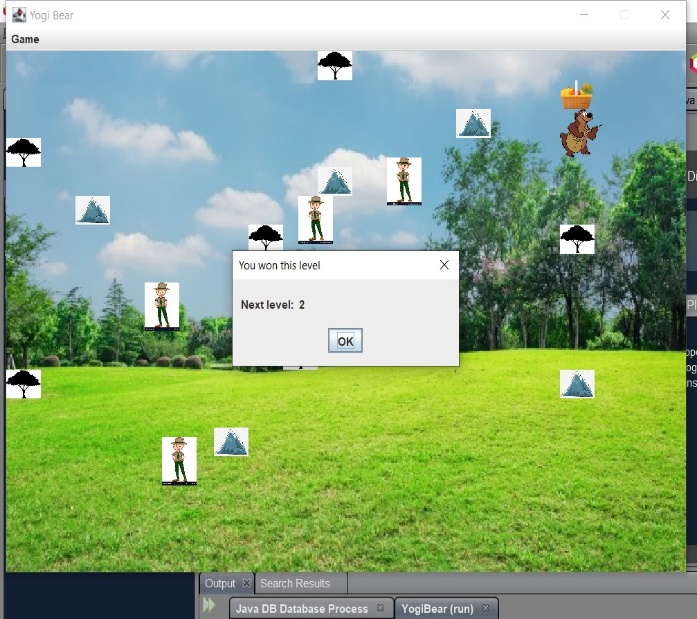 Yogi Bear
Game
You won this level
Next level: 2
OK
Output
Search Results
Java DB Database Process
YogiBear (run)